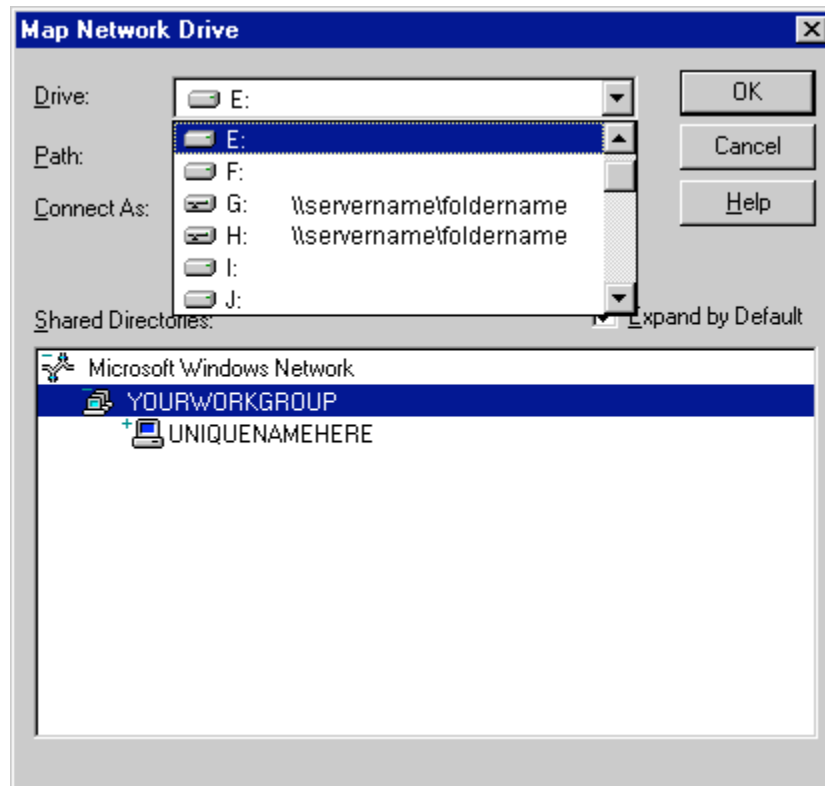 Map Network Drive
Drive:
E:
OK
E:
Path:
F:
Cancel
Connect As:
G: \\servername\foldername
Help
H: \\servername\foldername
I:
J:
Shared Directories:
Expand by Default
Microsoft Windows Network
YOURWORKGROUP
UNIQUENAMEHERE